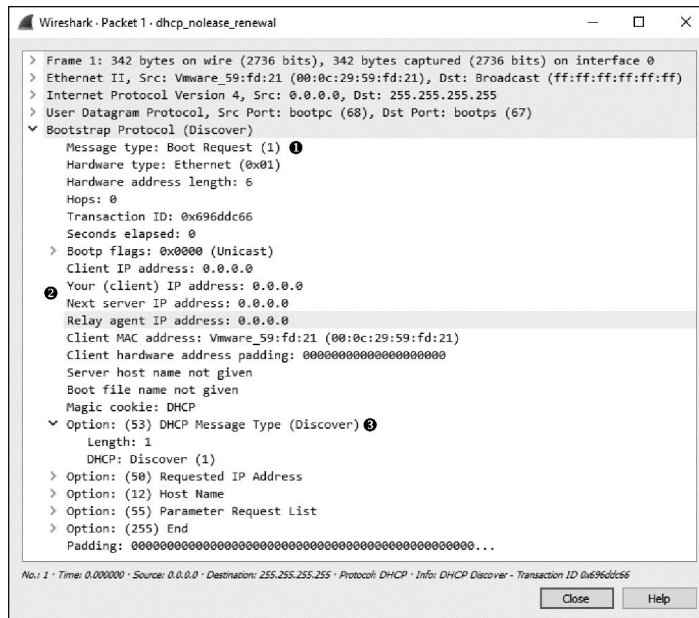 Wireshark · Packet 1 · dhcp_nolease_renewal
> Frame 1: 342 bytes on wire (2736 bits), 342 bytes captured (2736 bits) on interface 0
> Ethernet II, Src: Vmware_59:fd:21 (00:0c:29:59:fd:21), Dst: Broadcast (ff:ff:ff:ff:ff:ff)
> Internet Protocol Version 4, Src: 0.0.0.0, Dst: 255.255.255.255
> User Datagram Protocol, Src Port: bootpc (68), Dst Port: bootps (67)
Bootstrap Protocol (Discover)
Message type: Boot Request (1) ❶
Hardware type: Ethernet (0x01)
Hardware address length: 6
Hops: 0
Transaction ID: 0x696ddc66
Seconds elapsed: 0
> Bootp flags: 0x0000 (Unicast)
Client IP address: 0.0.0.0
❷ Your (client) IP address: 0.0.0.0
Next server IP address: 0.0.0.0
Relay agent IP address: 0.0.0.0
Client MAC address: Vmware_59:fd:21 (00:0c:29:59:fd:21)
Client hardware address padding: 00000000000000000000
Server host name not given
Boot file name not given
Magic cookie: DHCP
Option: (53) DHCP Message Type (Discover) ❸
Length: 1
DHCP: Discover (1)
> Option: (50) Requested IP Address
> Option: (12) Host Name
> Option: (55) Parameter Request List
> Option: (255) End
Padding: 000000000000000000000000000000000000000000000000...
No.: 1 · Time: 0.000000 · Source: 0.0.0.0 · Destination: 255.255.255.255 · Protocol: DHCP · Info: DHCP Discover - Transaction ID 0x696ddc66
Close Help